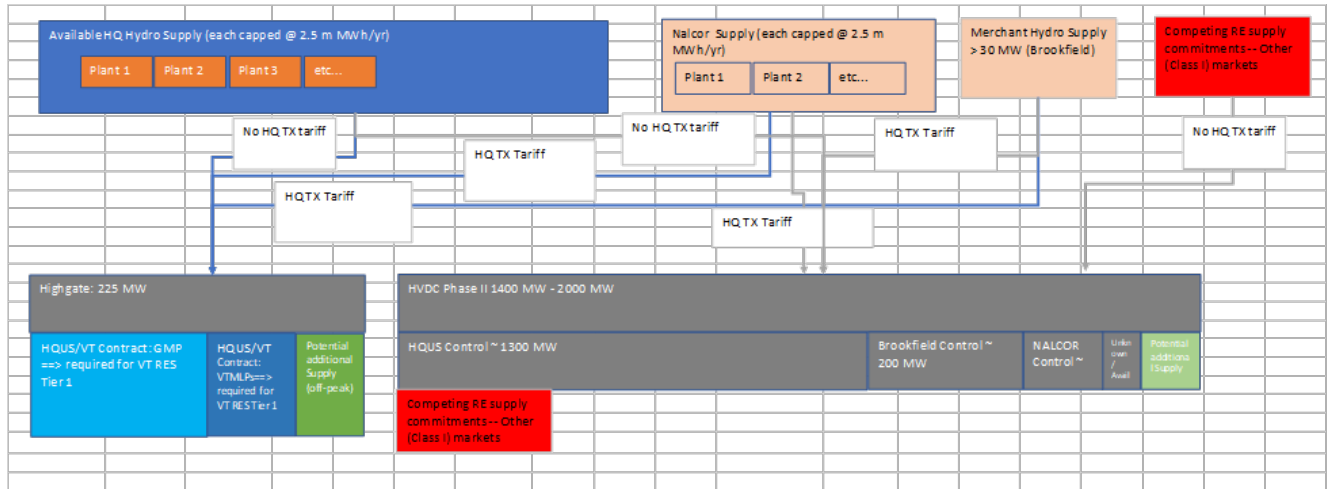 Available HQ Hydro Supply (each capped @ 2.5 m MWh/yr)
Plant 1
Plant 2
Plant 3
etc...
Nalcor Supply (each capped @ 2.5 m
MWh/yr)
Plant 1
Plant 2
etc...
Merchant Hydro Supply
> 30 MW (Brookfield)
Competing RE supply
commitments -- Other
(Class I) markets
No HQ TX tariff
HQ TX Tariff
No HQ TX tariff
HQ TX Tariff
No HQ TX tariff
HQ TX Tariff
HQ TX Tariff
Highgate: 225 MW
HQUS/VT Contract: GMP
==> required for VT RES
Tier 1
HQUS/VT
Contract:
VTMLPs==>
required for
VT RES Tier 1
Potential
additional
Supply
(off-peak)
HVDC Phase II 1400 MW - 2000 MW
HQUS Control ~ 1300 MW
Brookfield Control ~
200 MW
NALCOR
Control ~
Unkn
own
/
Avail
Potential
additiona
l Supply
Competing RE supply
commitments -- Other
(Class I) markets